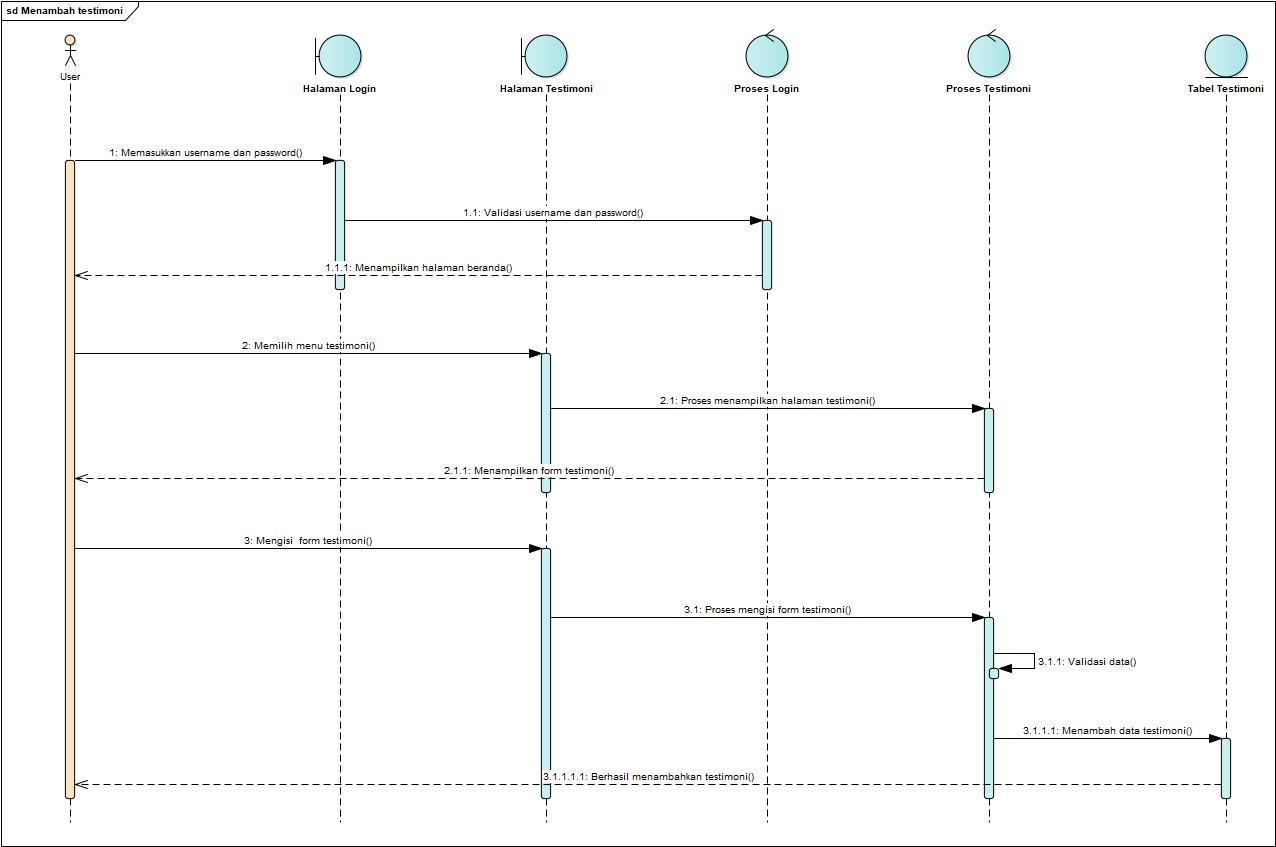 sd Menambah testimoni
User
Halaman Login
Halaman Testimoni
Proses Login
Proses Testimoni
Tabel Testimoni
1: Memasukkan username dan password()
1.1: Validasi username dan password()
1.1.1: Menampilkan halaman beranda()
2: Memilih menu testimoni()
2.1: Proses menampilkan halaman testimoni()
2.1.1: Menampilkan form testimoni()
3: Mengisi  form testimoni()
3.1: Proses mengisi form testimoni()
3.1.1: Validasi data()
3.1.1.1: Menambah data testimoni()
3.1.1.1.1: Berhasil menambahkan testimoni()